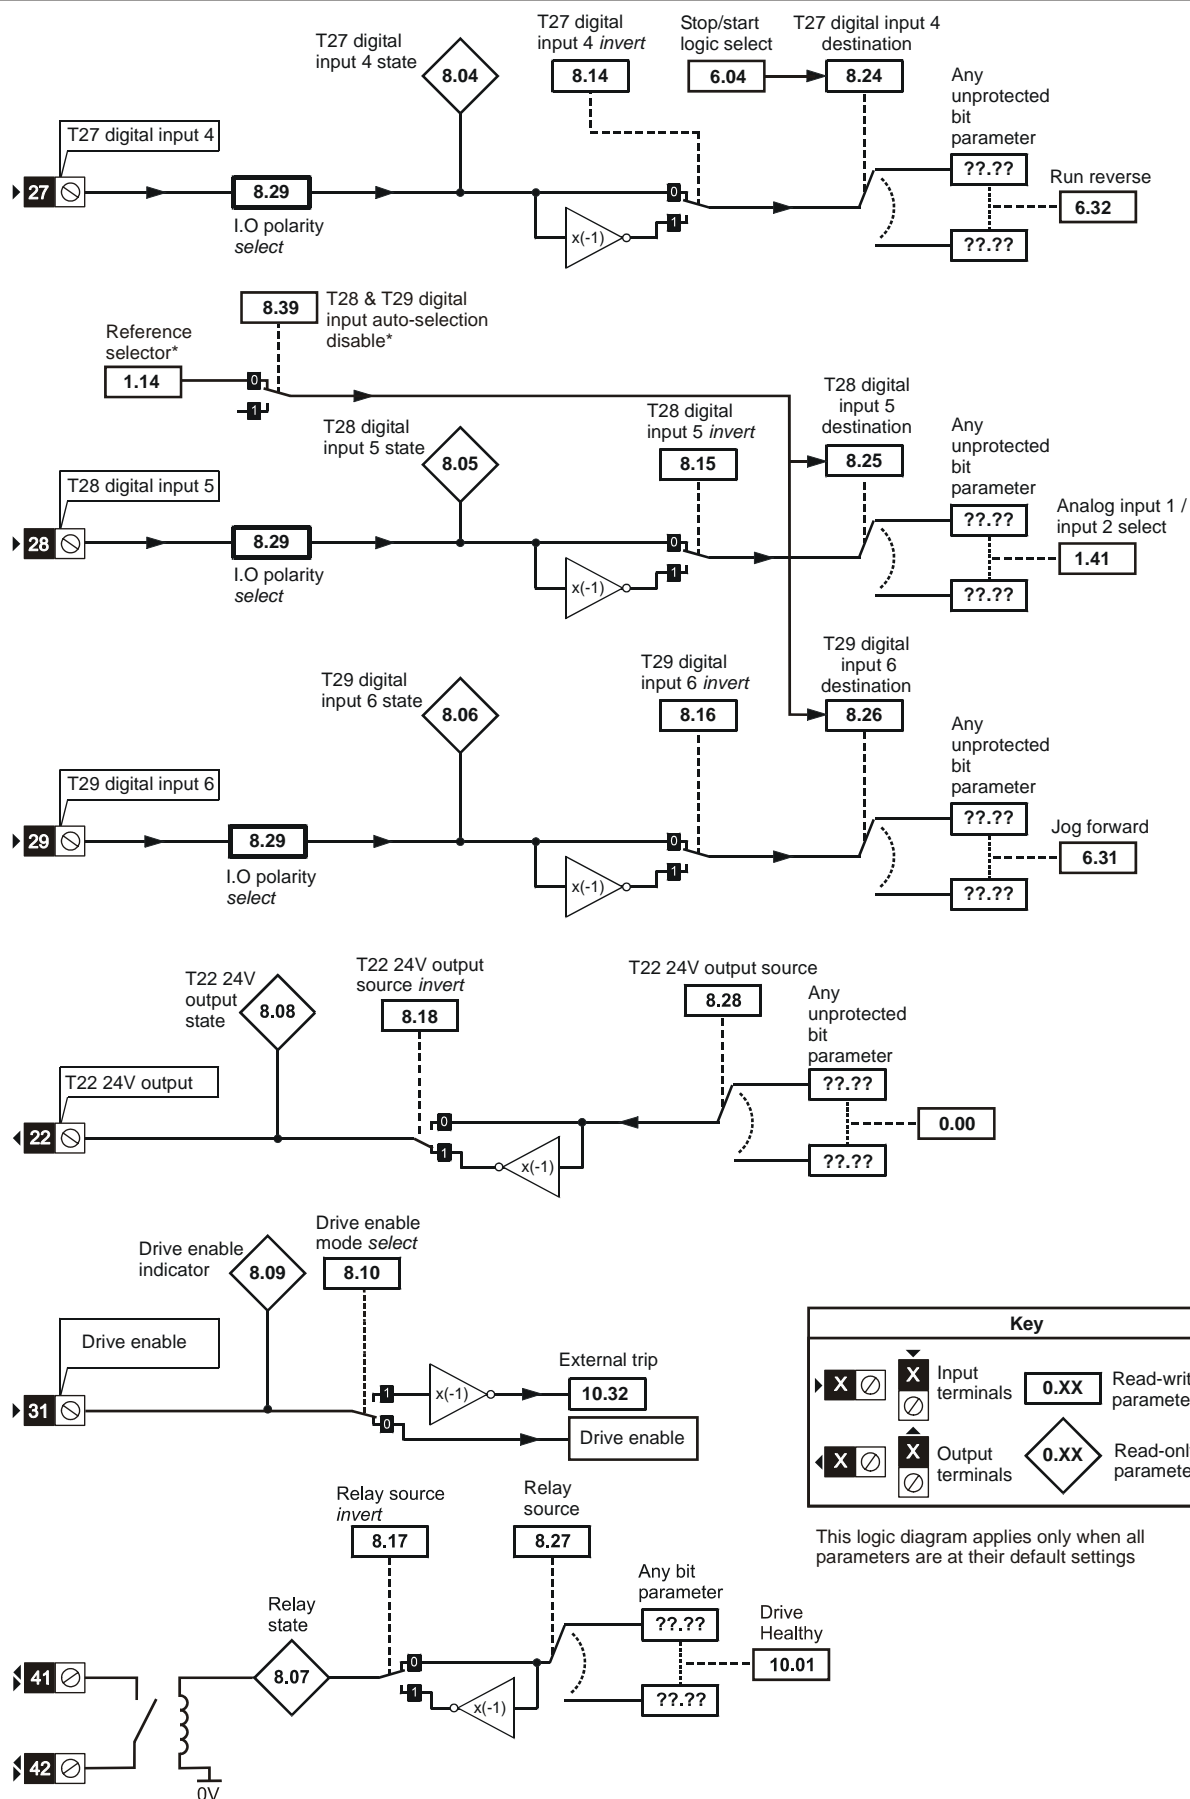 T27 digital
input 4 state
8.04
T27 digital
input 4 invert
8.14
Stop/start
logic select
6.04
T27 digital input 4
destination
8.24
Any
unprotected
bit
parameter
??.??
??.??
Run reverse
6.32
T27 digital input 4
27
8.29
I.O polarity
select
0
1
x(-1)
8.39
T28 & T29 digital
input auto-selection
disable*
Reference
selector*
1.14
0
1
T28 digital
input 5 state
8.05
T28 digital
input 5 invert
8.15
T28 digital
input 5
destination
8.25
Any
unprotected
bit
parameter
??.??
??.??
Analog input 1 /
input 2 select
1.41
T28 digital input 5
28
8.29
I.O polarity
select
0
1
x(-1)
T29 digital
input 6 state
8.06
T29 digital
input 6 invert
8.16
T29 digital
input 6
destination
8.26
Any
unprotected
bit
parameter
??.??
??.??
Jog forward
6.31
T29 digital input 6
29
8.29
I.O polarity
select
0
1
x(-1)
T22 24V
output
state
8.08
T22 24V output
source invert
8.18
T22 24V output source
8.28
Any
unprotected
bit
parameter
??.??
??.??
0.00
T22 24V output
22
0
1
x(-1)
Drive enable
indicator
8.09
Drive enable
mode select
8.10
Drive enable
31
1
0
x(-1)
External trip
10.32
Drive enable
Key
X
X
Input
terminals
0.XX
Read-writ
paramete
X
X
Output
terminals
0.XX
Read-only
paramete
This logic diagram applies only when all
parameters are at their default settings
Relay source
invert
8.17
Relay
source
8.27
Any bit
parameter
??.??
??.??
Drive
Healthy
10.01
Relay
state
8.07
0
1
x(-1)
41
42
0V